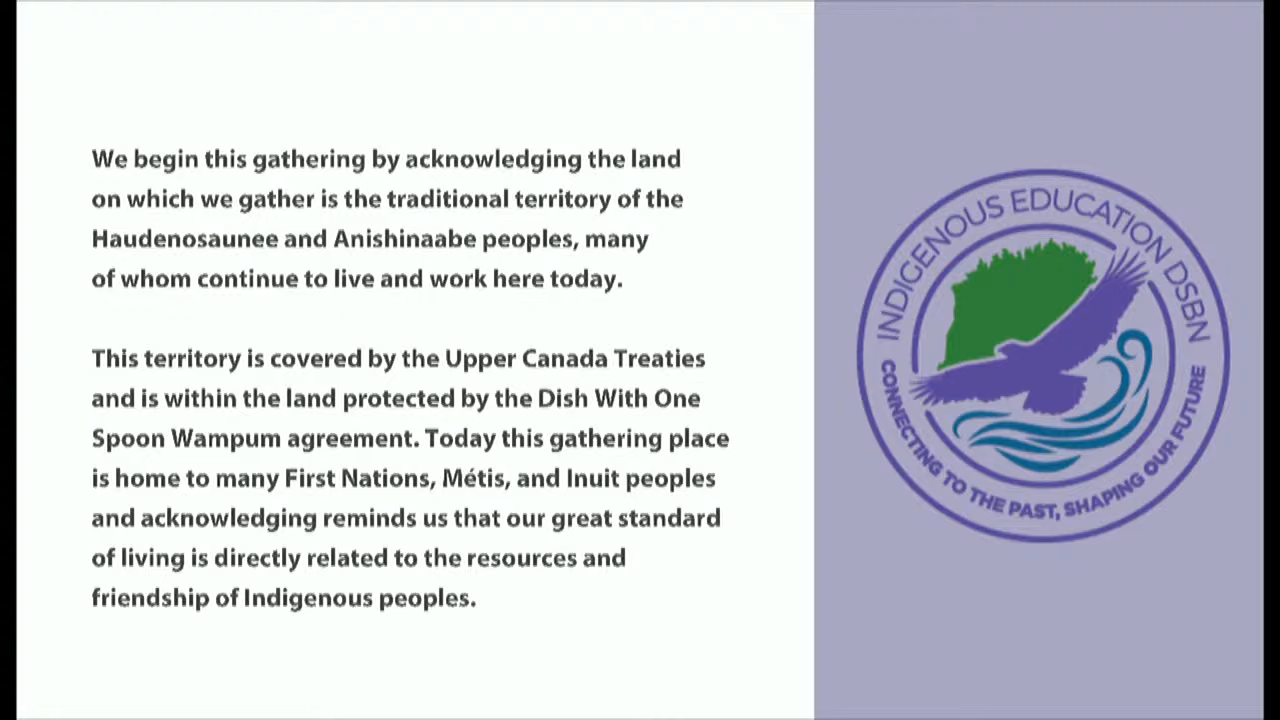 We begin this gathering by acknowledging the land
on which we gather is the traditional territory of the
Haudenosaunee and Anishinaabe peoples, many
of whom continue to live and work here today.
This territory is covered by the Upper Canada Treaties
and is within the land protected by the Dish With One
Spoon Wampum agreement. Today this gathering place
is home to many First Nations, Métis, and Inuit peoples
and acknowledging reminds us that our great standard
of living is directly related to the resources and
friendship of Indigenous peoples.
INDIGENOUS EDUCATION DSBN
CONNECTING TO THE PAST, SHAPING OUR FUTURE